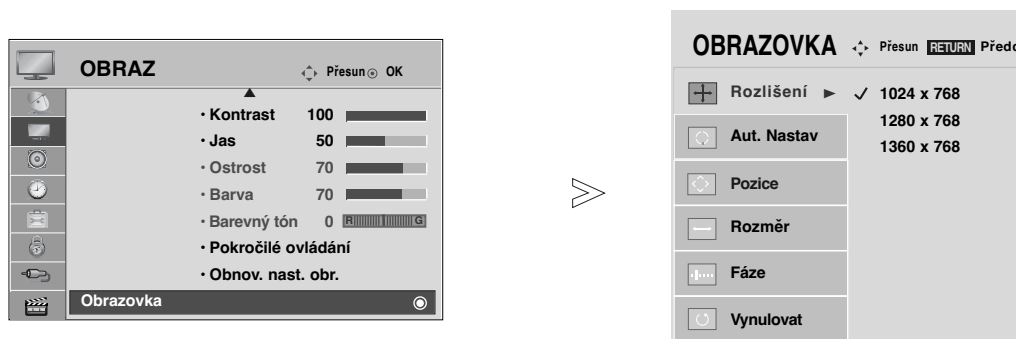 OBRAZ Přesun OK
· Kontrast 100
· Jas 50
· Ostrost 70
· Barva 70
· Barevný tón 0 R G
· Pokročilé ovládání
· Obnov. nast. obr.
Obrazovka
OBRAZOVKA Přesun RETURN
Rozlišení ► ✓ 1024 x 768
1280 x 768
1360 x 768
Aut. Nastav
Pozice
Rozměr
Fáze
Vynulovat